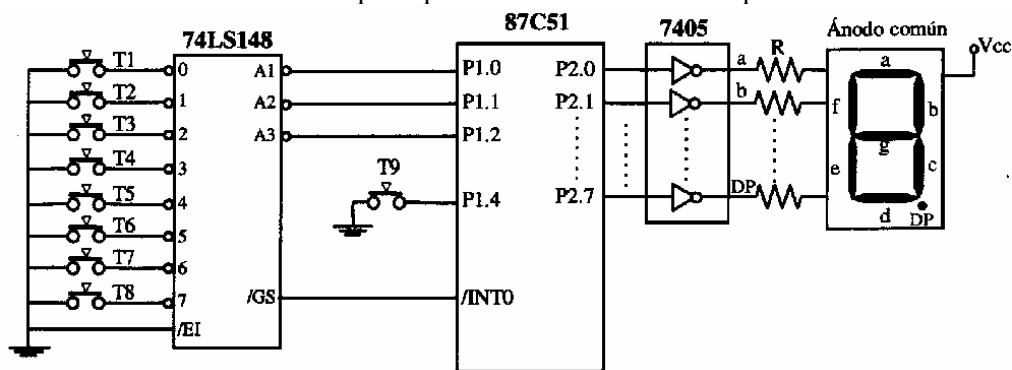 87C51
74LS148
7405
Ánodo común
Vcc
T1
T2
T3
T4
T5
T6
T7
T8
0
1
2
3
4
5
6
7
/EI
A1
A2
A3
/GS
T9
P1.0
P1.1
P1.2
P1.4
/INT0
P2.0
P2.1
P2.7
a
b
DP
R
a
f
b
g
e
c
d
DP